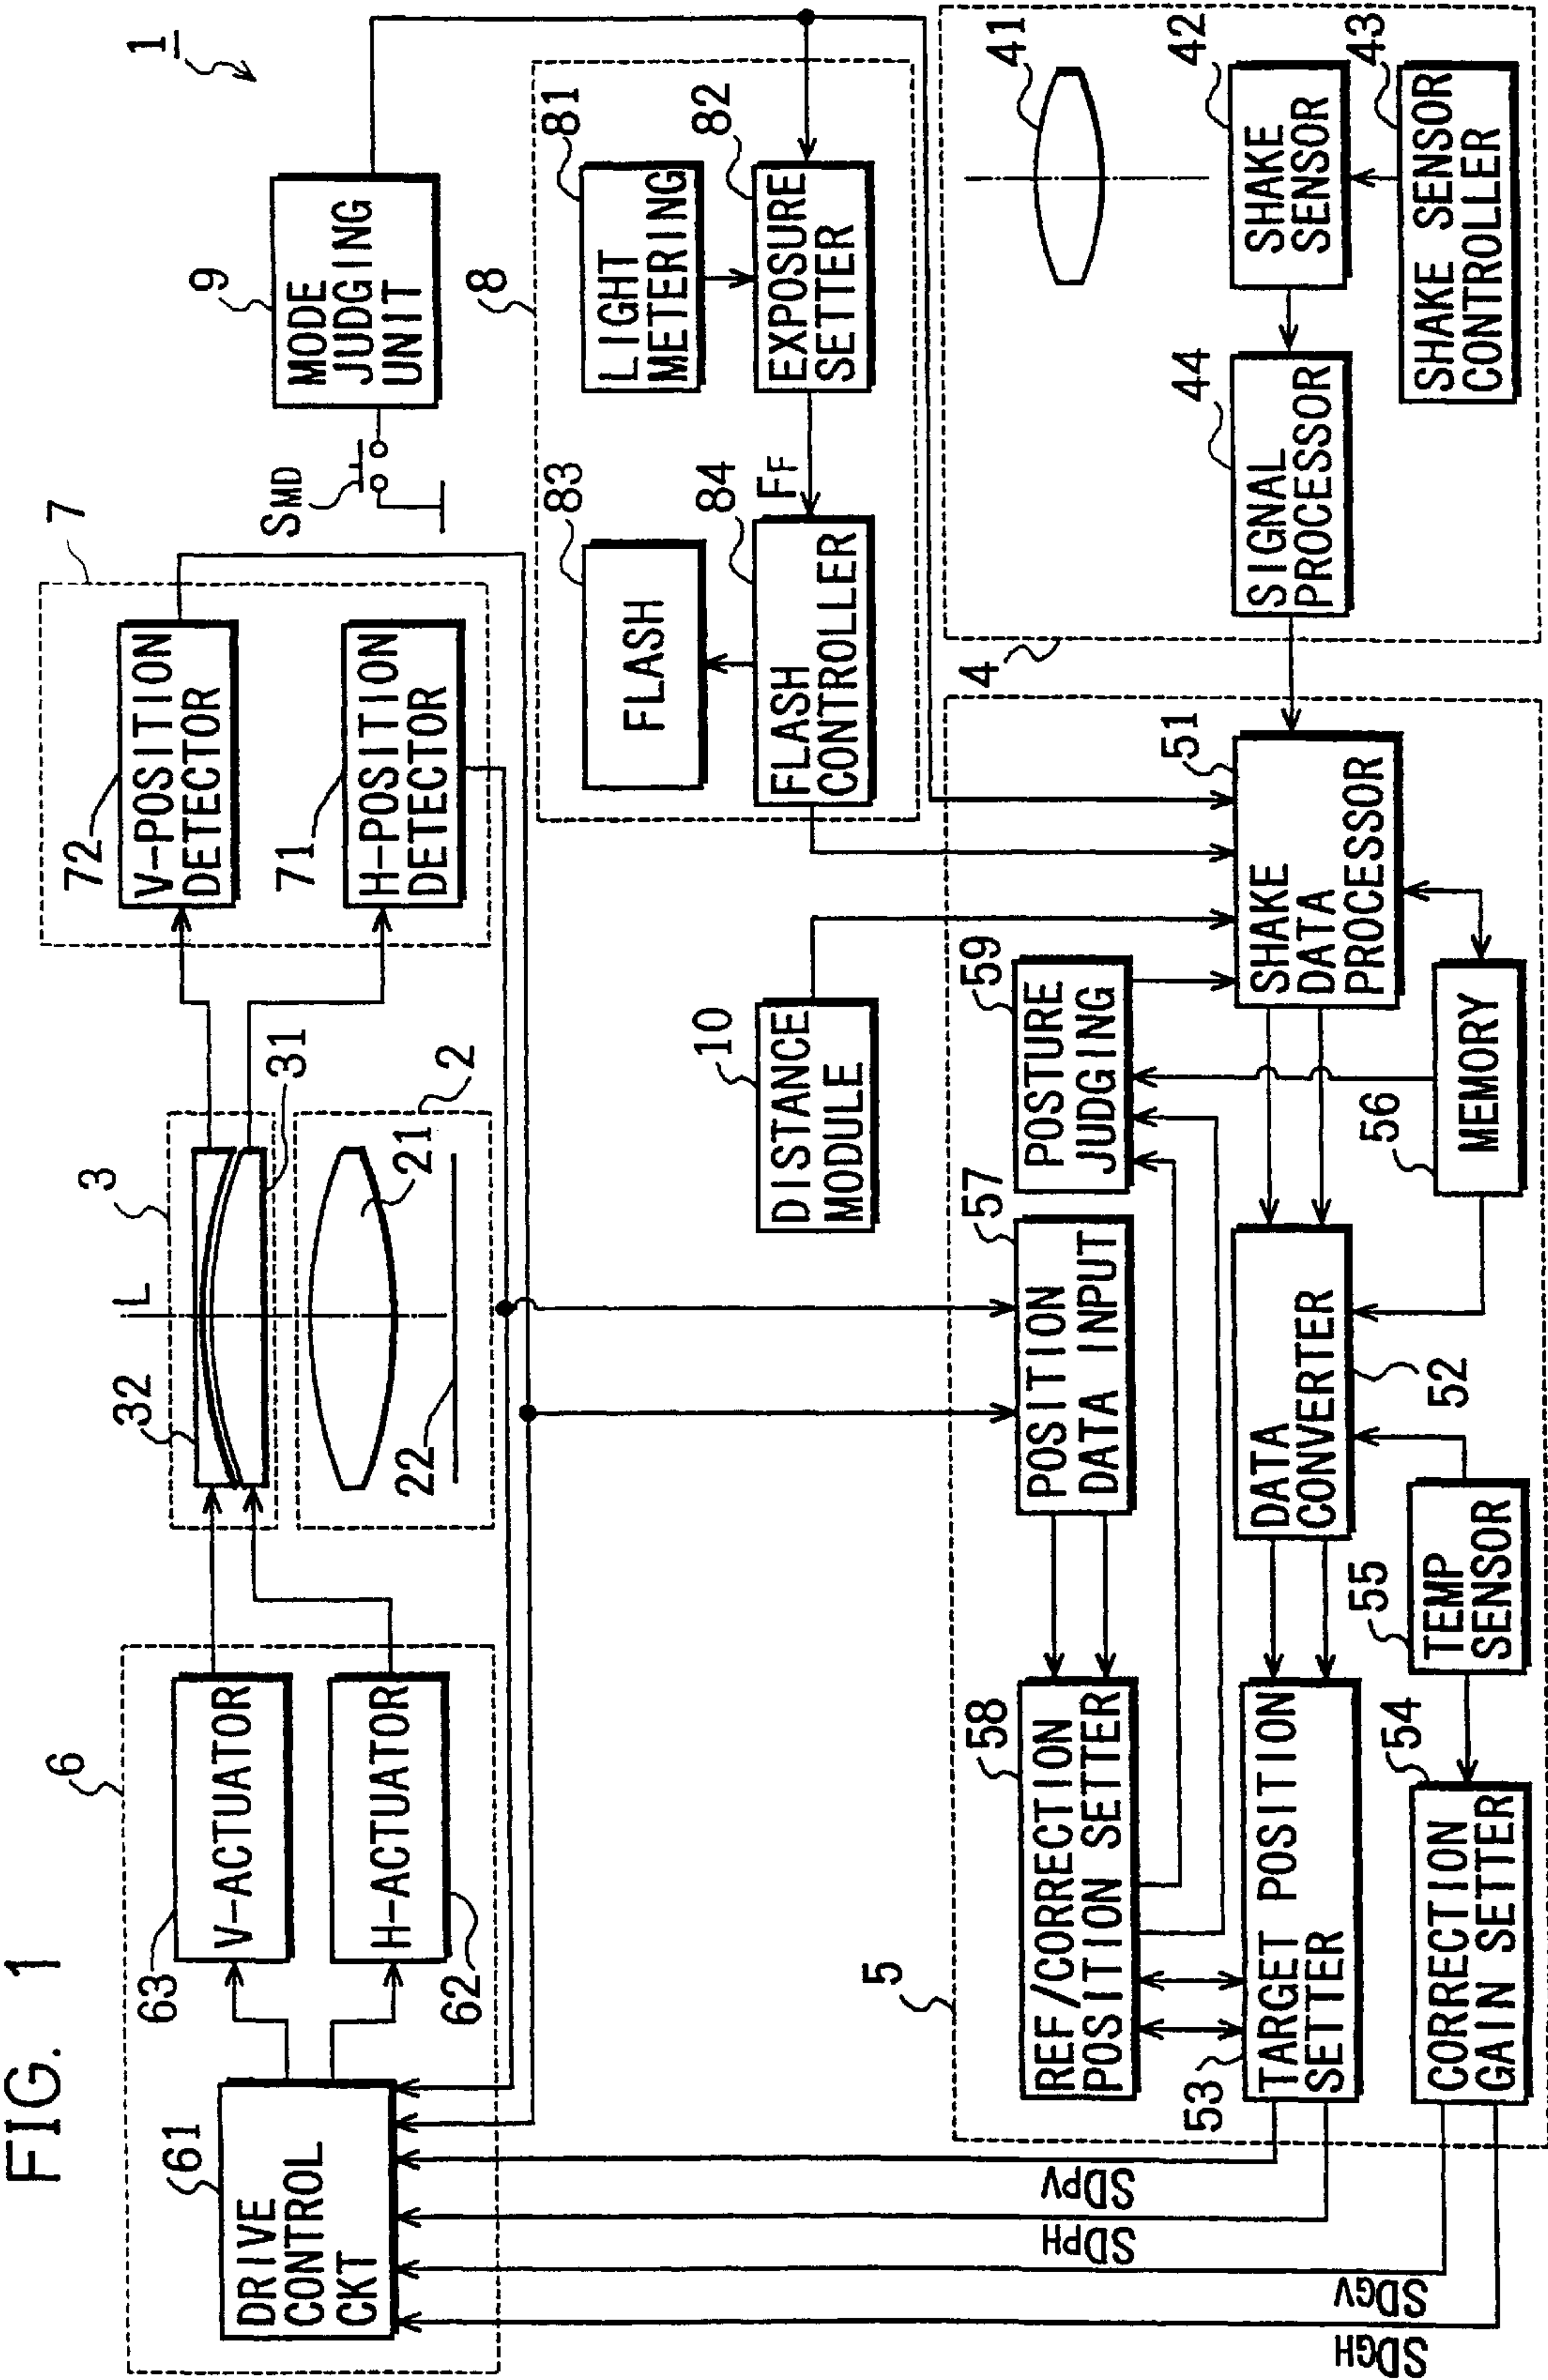 FIG. 1
1
6
63
V-ACTUATOR
H-ACTUATOR
62
61
DRIVE
CONTROL
CKT
3
L
32
31
2
21
22
7
72
V-POSITION
DETECTOR
71
H-POSITION
DETECTOR
9
MODE
JUDGING
UNIT
SMD
8
81
LIGHT
METERING
82
EXPOSURE
SETTER
83
FLASH
84
FF
FLASH
CONTROLLER
10
DISTANCE
MODULE
4
41
42
SHAKE
SENSOR
43
SHAKE SENSOR
CONTROLLER
44
SIGNAL
PROCESSOR
5
51
SHAKE
DATA
PROCESSOR
59
POSTURE
JUDGING
56
MEMORY
57
POSITION
DATA INPUT
52
DATA
CONVERTER
55
TEMP
SENSOR
58
REF/CORRECTION
POSITION SETTER
53
TARGET POSITION
SETTER
54
CORRECTION
GAIN SETTER
SDPV
SDPH
SDGV
SDGH